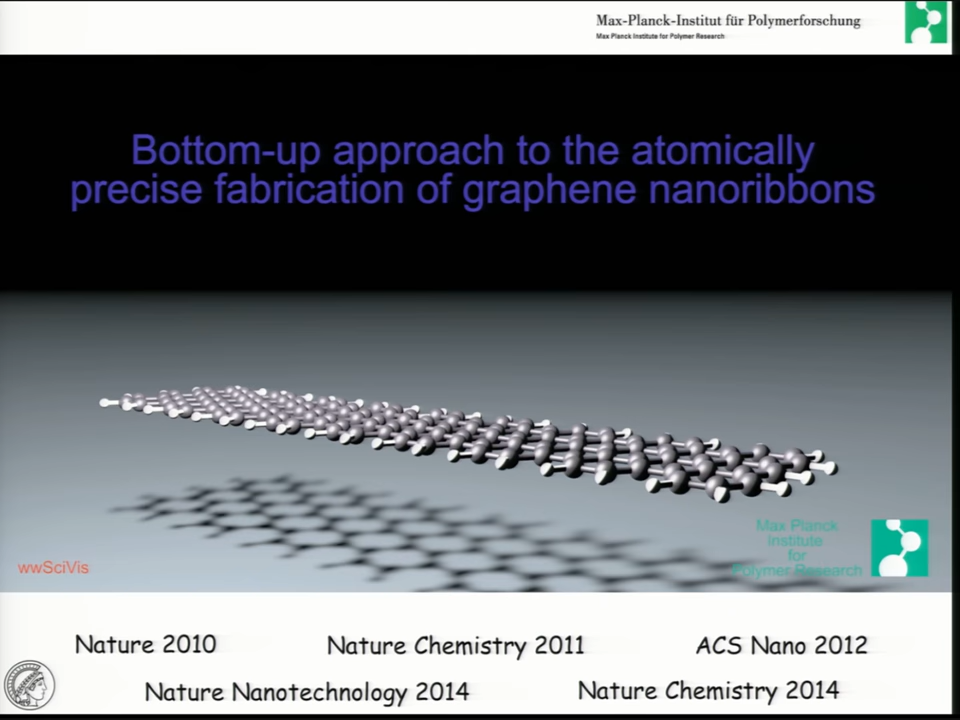 Max-Planck-Institut für Polymerforschung
Max Planck Institute for Polymer Research
Bottom-up approach to the atomically
precise fabrication of graphene nanoribbons
Max Planck
Institute
for
Polymer Research
wwSciVis
Nature 2010 Nature Chemistry 2011 ACS Nano 2012
Nature Nanotechnology 2014 Nature Chemistry 2014